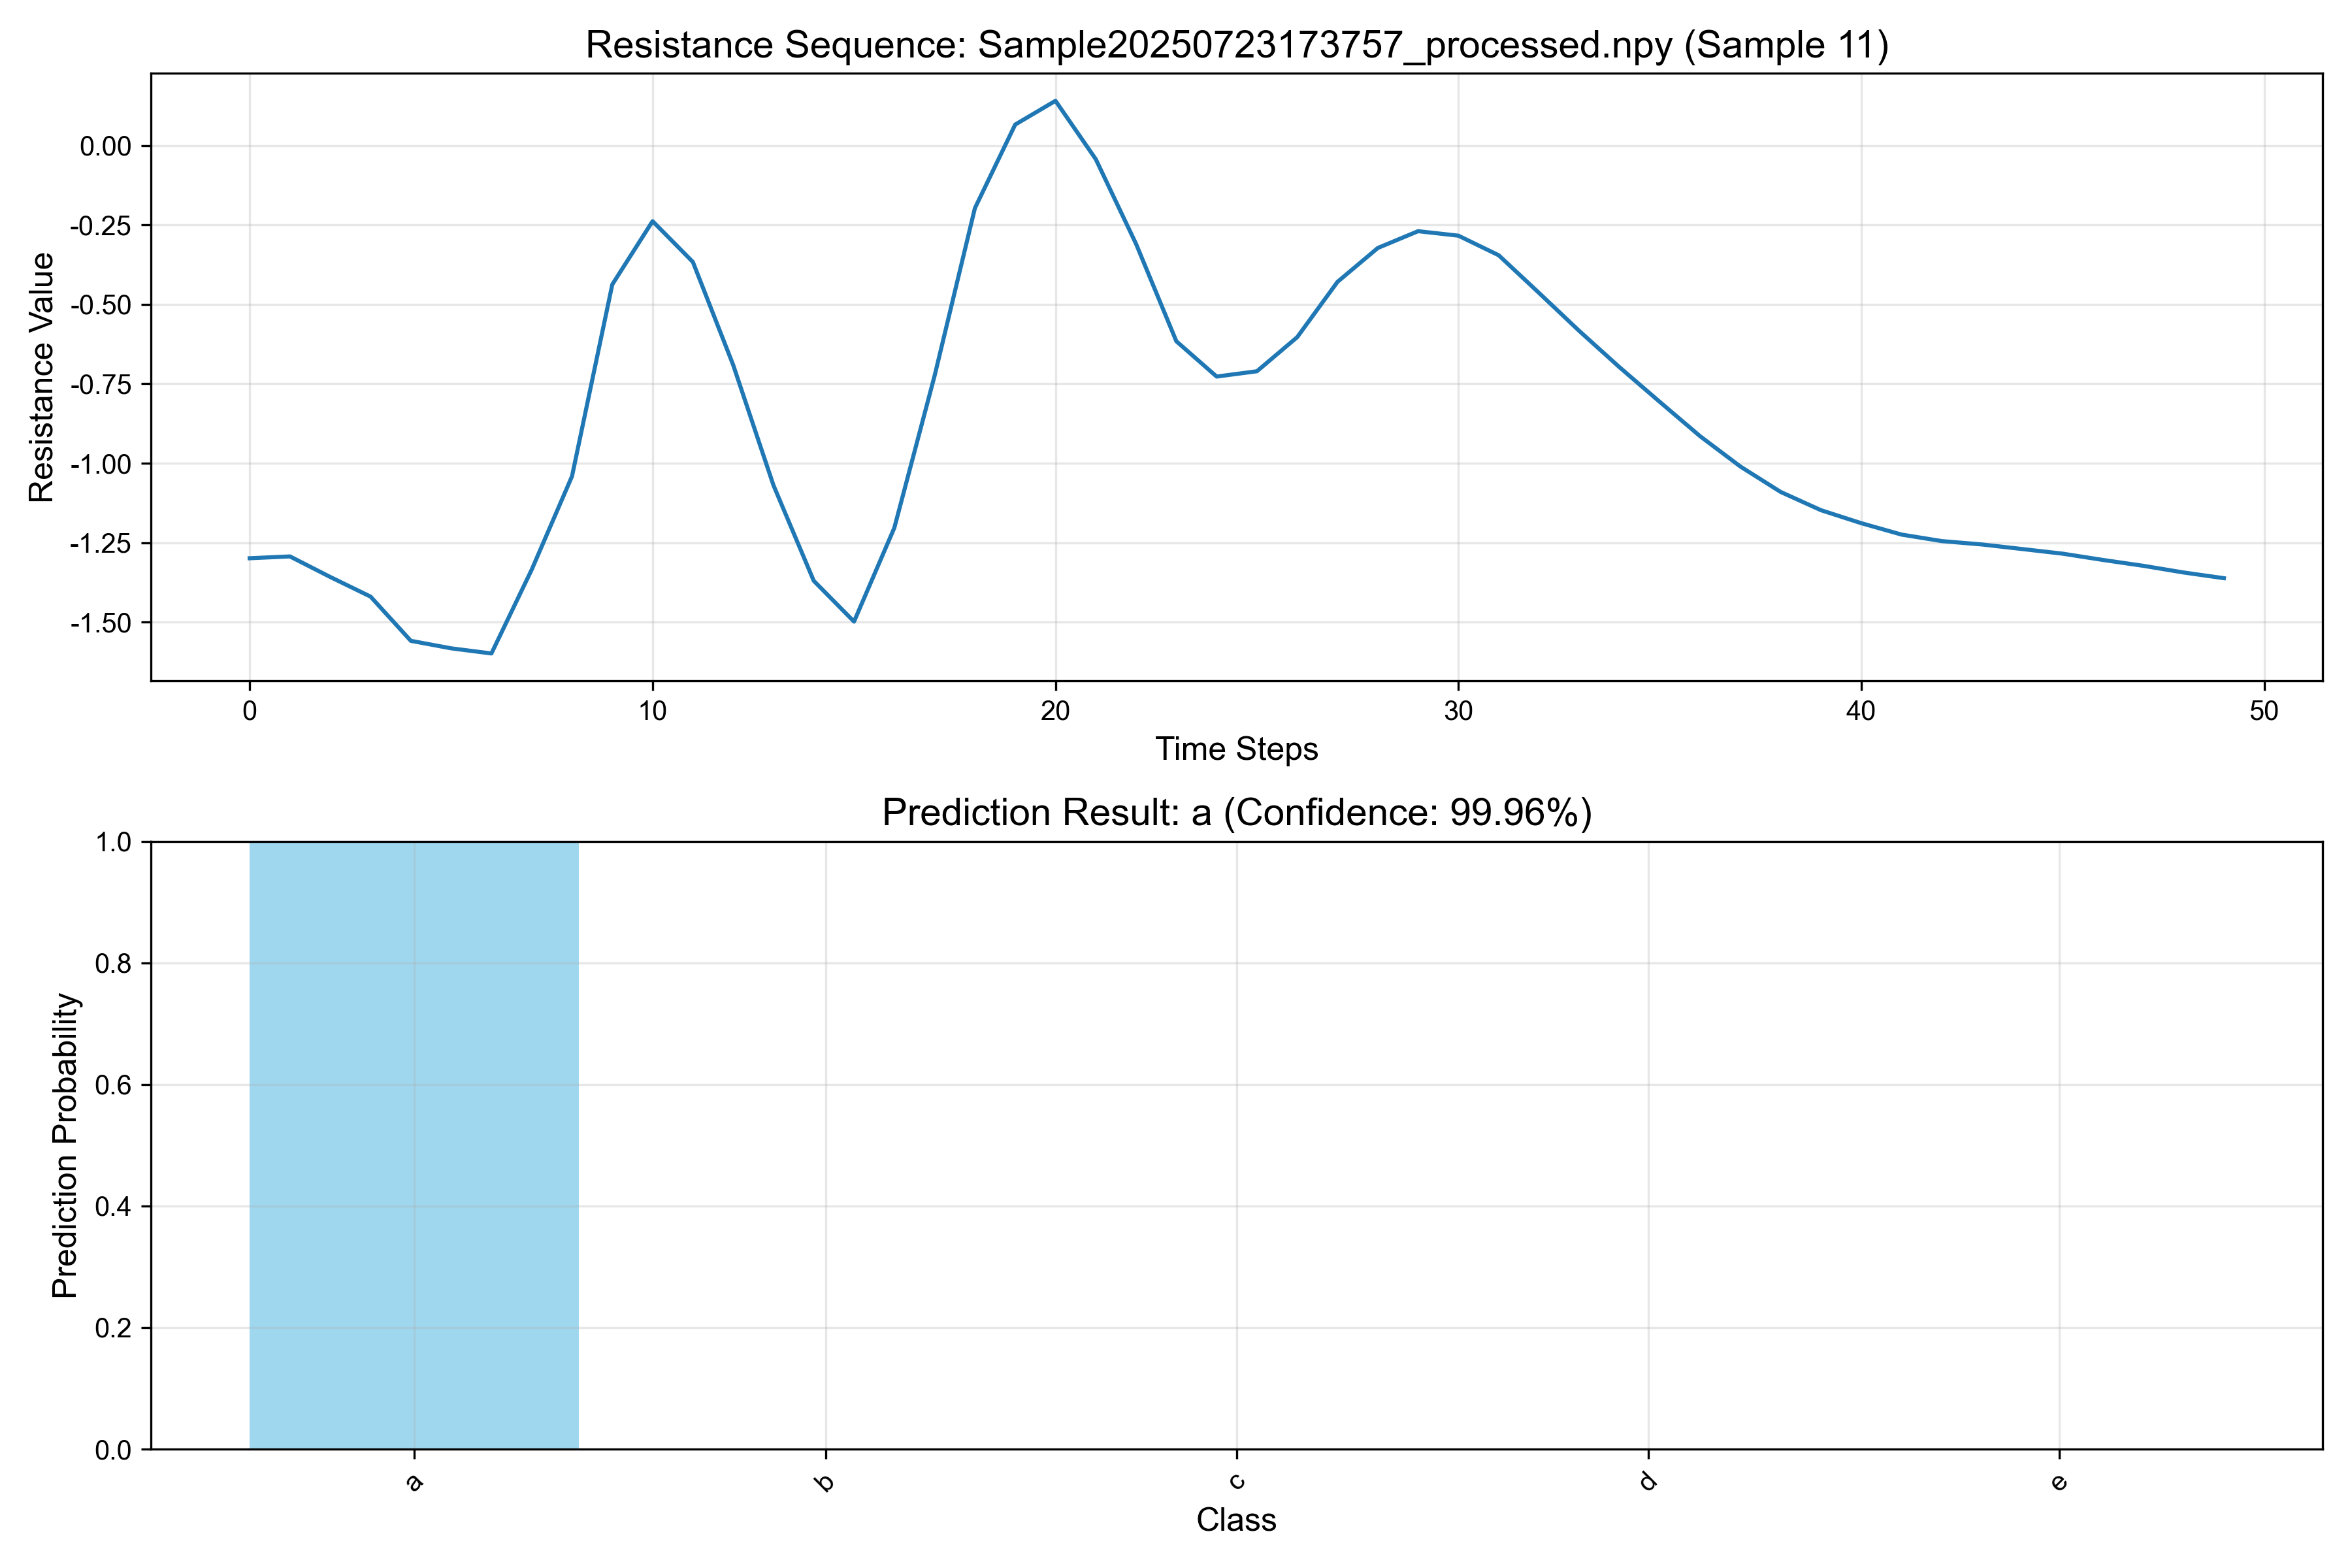 Resistance Sequence: Sample20250723173757_processed.npy (Sample 11)
Resistance Value
0.00
-0.25
-0.50
-0.75
-1.00
-1.25
-1.50
0 10 20 30 40 50
Time Steps
Prediction Result: a (Confidence: 99.96%)
Prediction Probability
1.0
0.8
0.6
0.4
0.2
0.0
a b c d e
Class